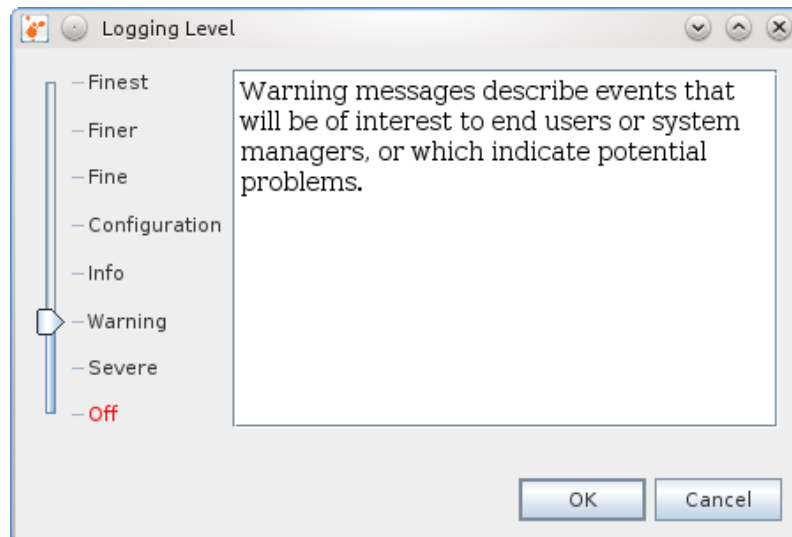 Logging Level
Finest
Finer
Fine
Configuration
Info
Warning
Severe
Off
Warning messages describe events that
will be of interest to end users or system
managers, or which indicate potential
problems.
OK
Cancel